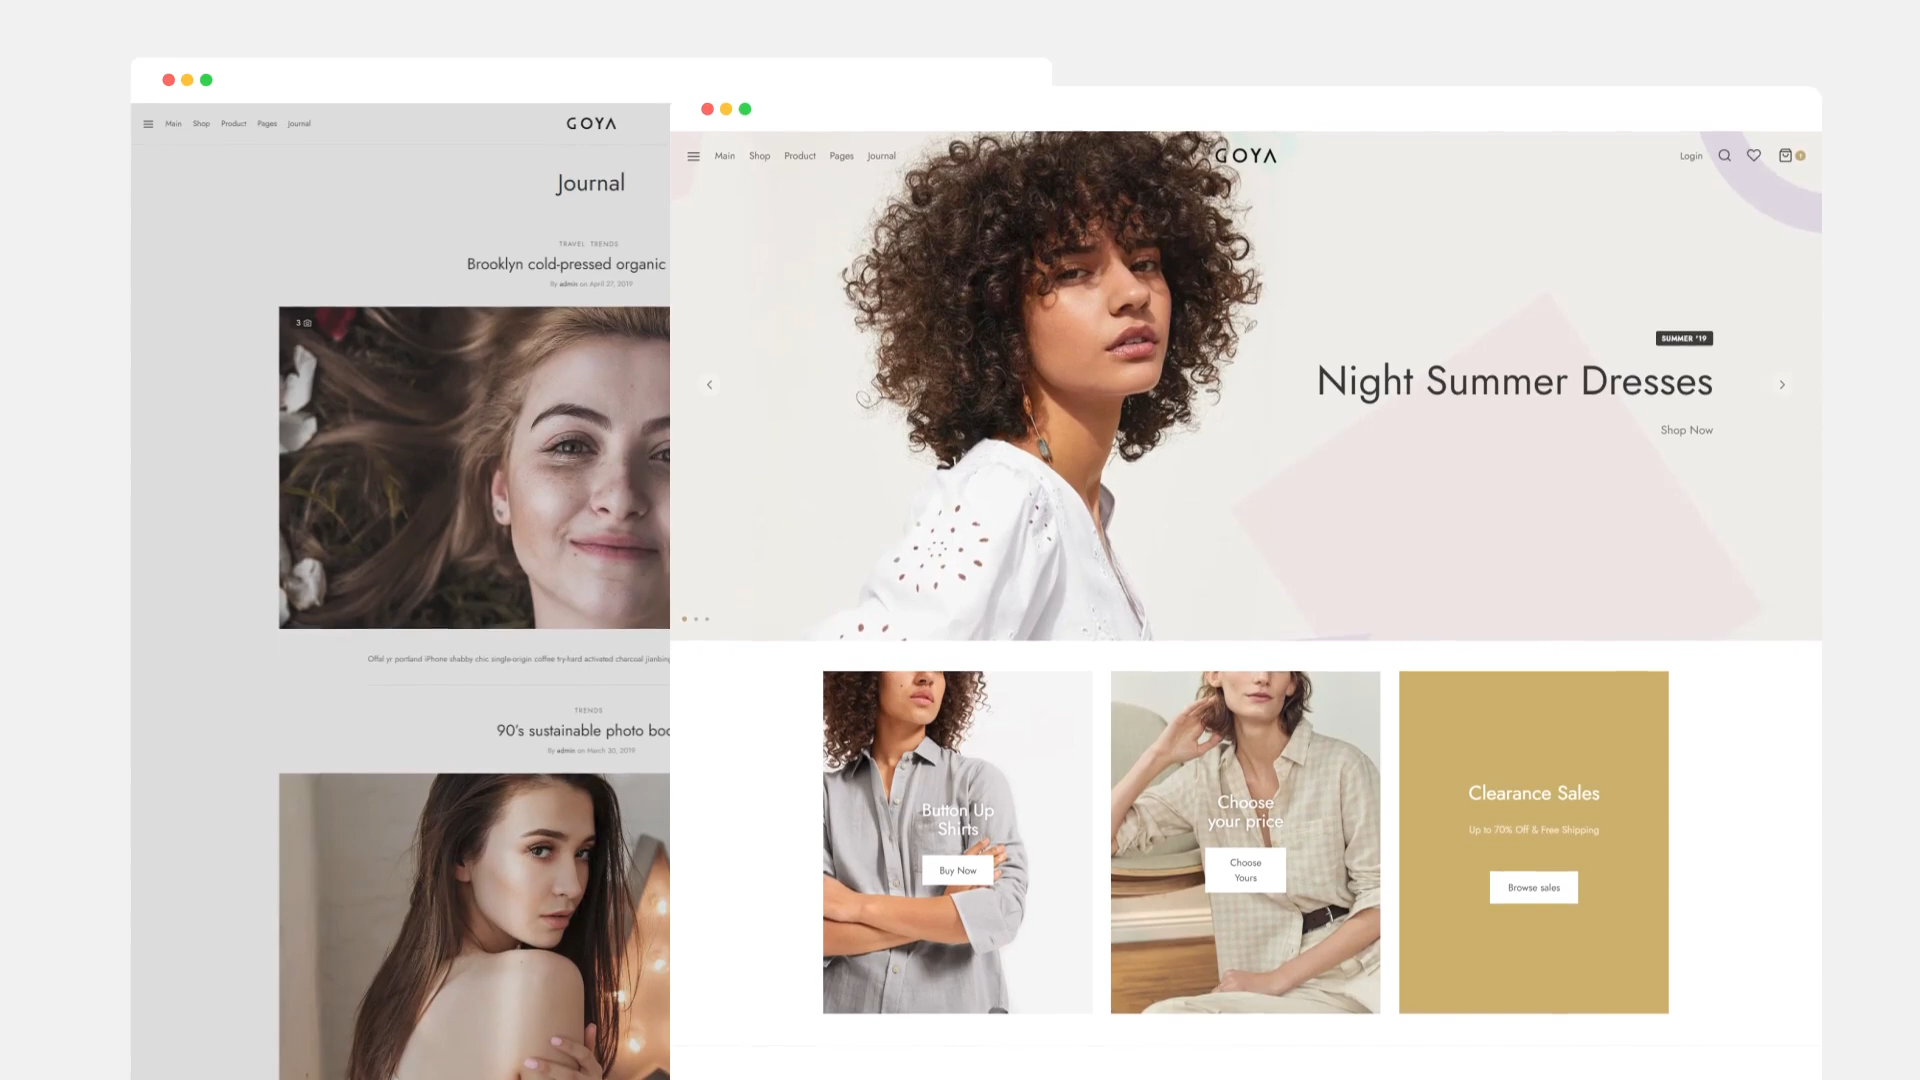 Main Shop Product Pages Journal
GOYA
Journal
TRAVEL TRENDS
Brooklyn cold-pressed organic
By admin on April 27, 2019
3
Offal yr portland iPhone shabby chic single-origin coffee try-hard activated charcoal jianbing
TRENDS
90's sustainable photo boo
By admin on March 30, 2019
Main Shop Product Pages Journal
GOYA
Login
SUMMER '19
Night Summer Dresses
Shop Now
Button Up
Shirts
Buy Now
Choose
your price
Choose
Yours
Clearance Sales
Up to 70% Off & Free Shipping
Browse sales